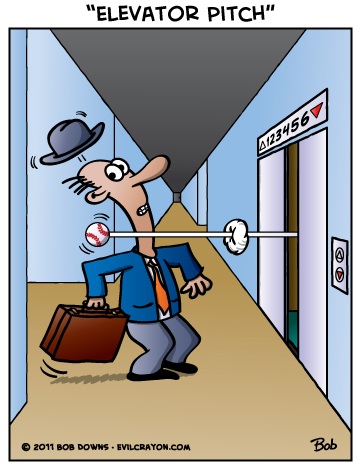 "ELEVATOR PITCH"
△123456▼
© 2011 BOB DOWNS - EVILCRAYON.COM
Bob